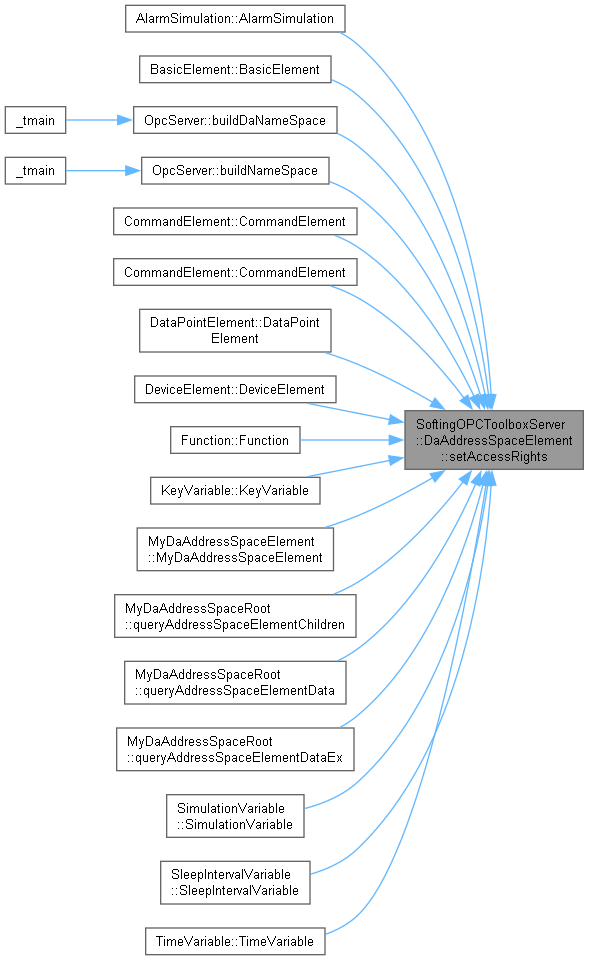 AlarmSimulation::AlarmSimulation
BasicElement::BasicElement
_tmain
OpcServer::buildDaNameSpace
_tmain
OpcServer::buildNameSpace
CommandElement::CommandElement
CommandElement::CommandElement
DataPointElement::DataPoint
Element
DeviceElement::DeviceElement
SoftingOPCToolboxServer
::DaAddressSpaceElement
::setAccessRights
Function::Function
KeyVariable::KeyVariable
MyDaAddressSpaceElement
::MyDaAddressSpaceElement
MyDaAddressSpaceRoot
::queryAddressSpaceElementChildren
MyDaAddressSpaceRoot
::queryAddressSpaceElementData
MyDaAddressSpaceRoot
::queryAddressSpaceElementDataEx
SimulationVariable
::SimulationVariable
SleepIntervalVariable
::SleepIntervalVariable
TimeVariable::TimeVariable